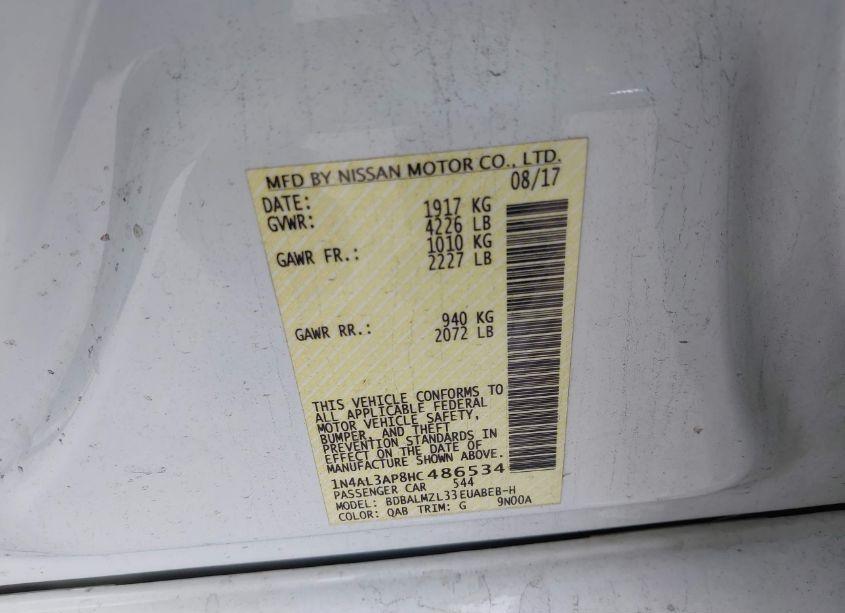 MFD BY NISSAN MOTOR CO., LTD.
DATE: 08/17
GVWR: 1917 KG
4226 LB
GAWR FR.: 1010 KG
2227 LB
GAWR RR.: 940 KG
2072 LB
THIS VEHICLE CONFORMS TO
ALL APPLICABLE FEDERAL
MOTOR VEHICLE SAFETY,
BUMPER, AND THEFT
PREVENTION STANDARDS IN
EFFECT ON THE DATE OF
MANUFACTURE SHOWN ABOVE.
1N4AL3AP8HC486534
PASSENGER CAR 544
MODEL: BDBALMZL33EUABEB-H
COLOR: QAB TRIM: G 9N00A